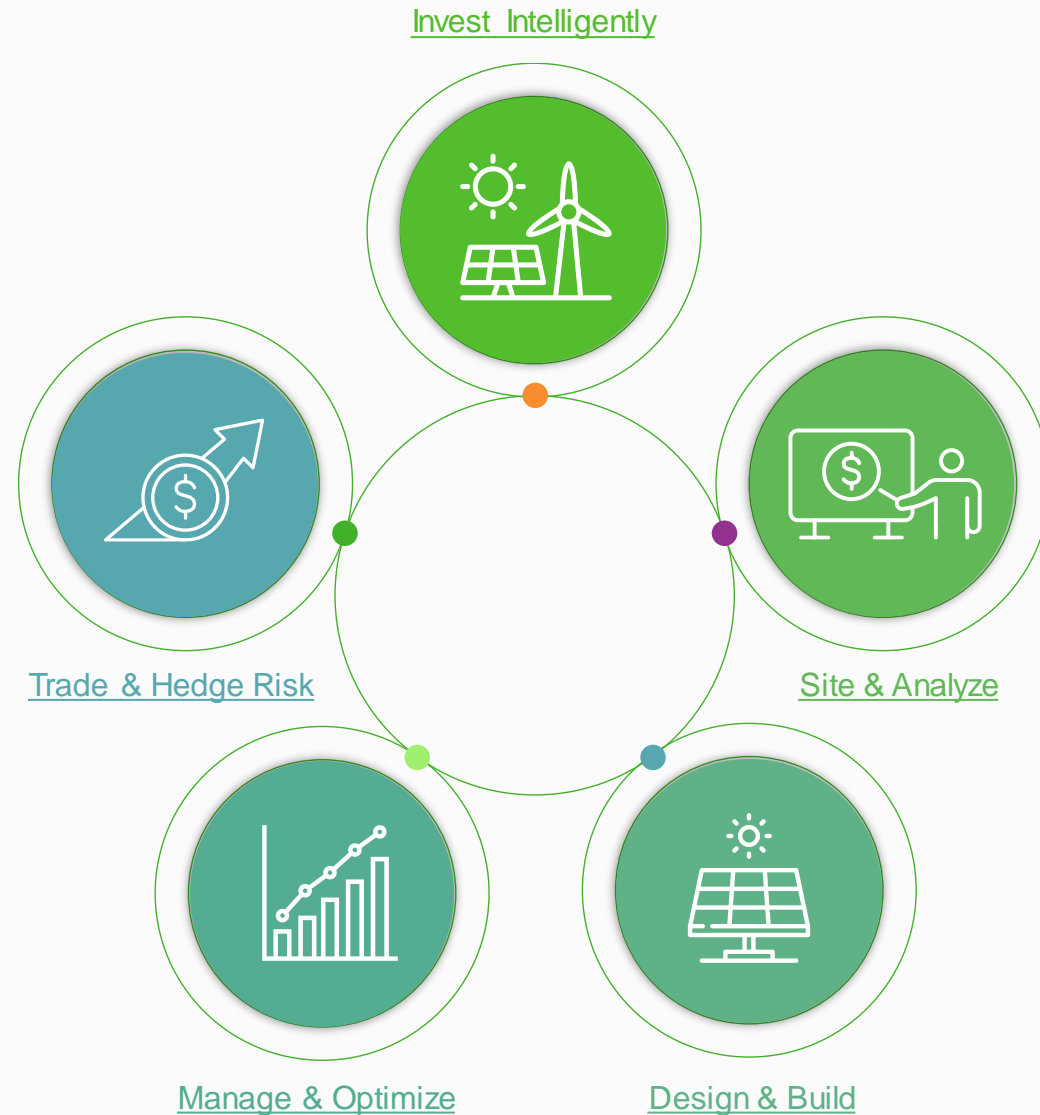 Invest Intelligently
Trade & Hedge Risk
Site & Analyze
Manage & Optimize
Design & Build
$
$